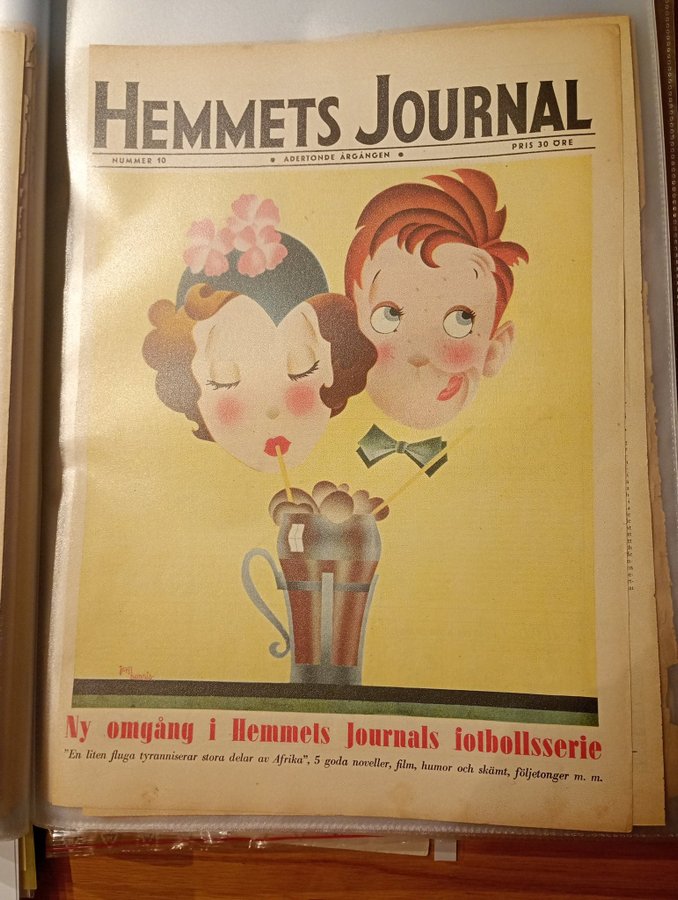 HEMMETS JOURNAL
NUMMER 10 • ADERTONDE ÅRGÅNGEN • PRIS 30 ÖRE
Ny omgång i Hemmets Journals fotbollsserie
"En liten fluga tyranniserar stora delar av Afrika", 5 goda noveller, film, humor och skämt, följetonger m. m.